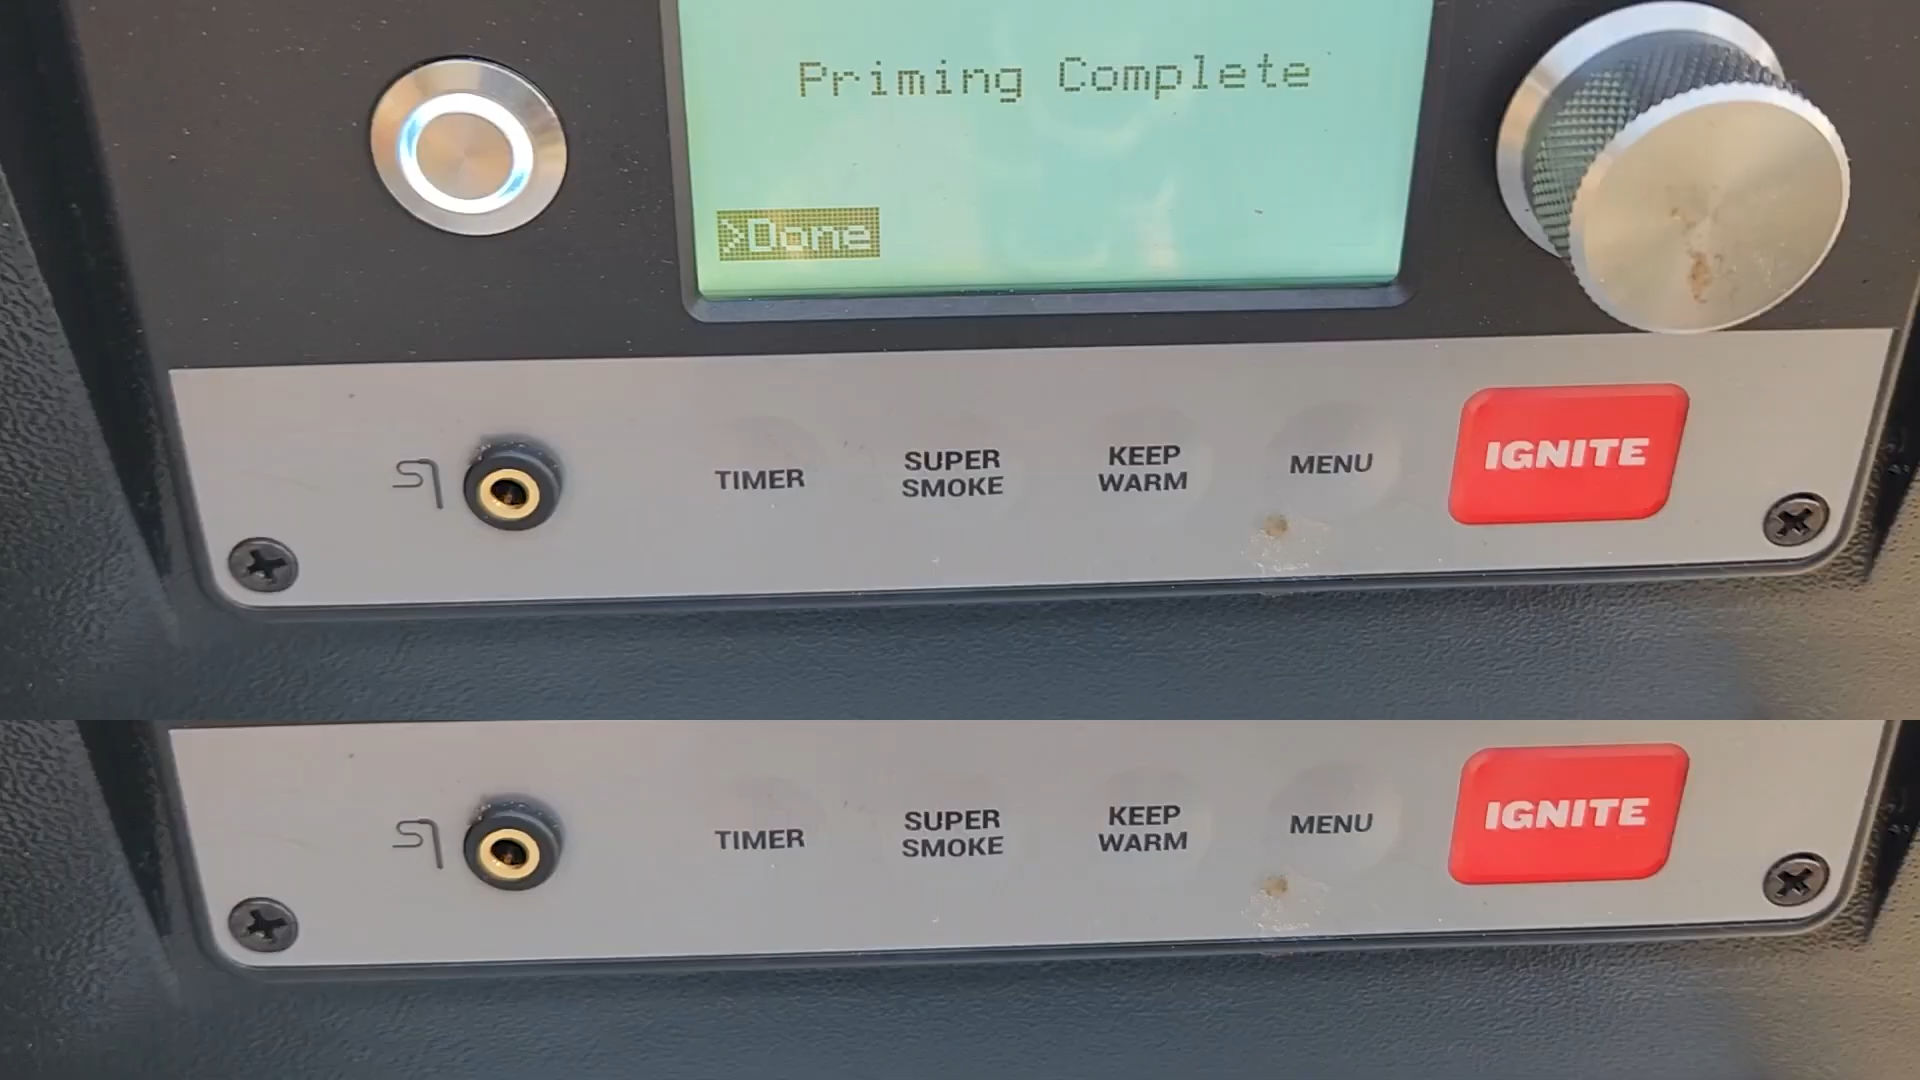 Priming Complete
>Done
TIMER
SUPER
SMOKE
KEEP
WARM
MENU
IGNITE
TIMER
SUPER
SMOKE
KEEP
WARM
MENU
IGNITE